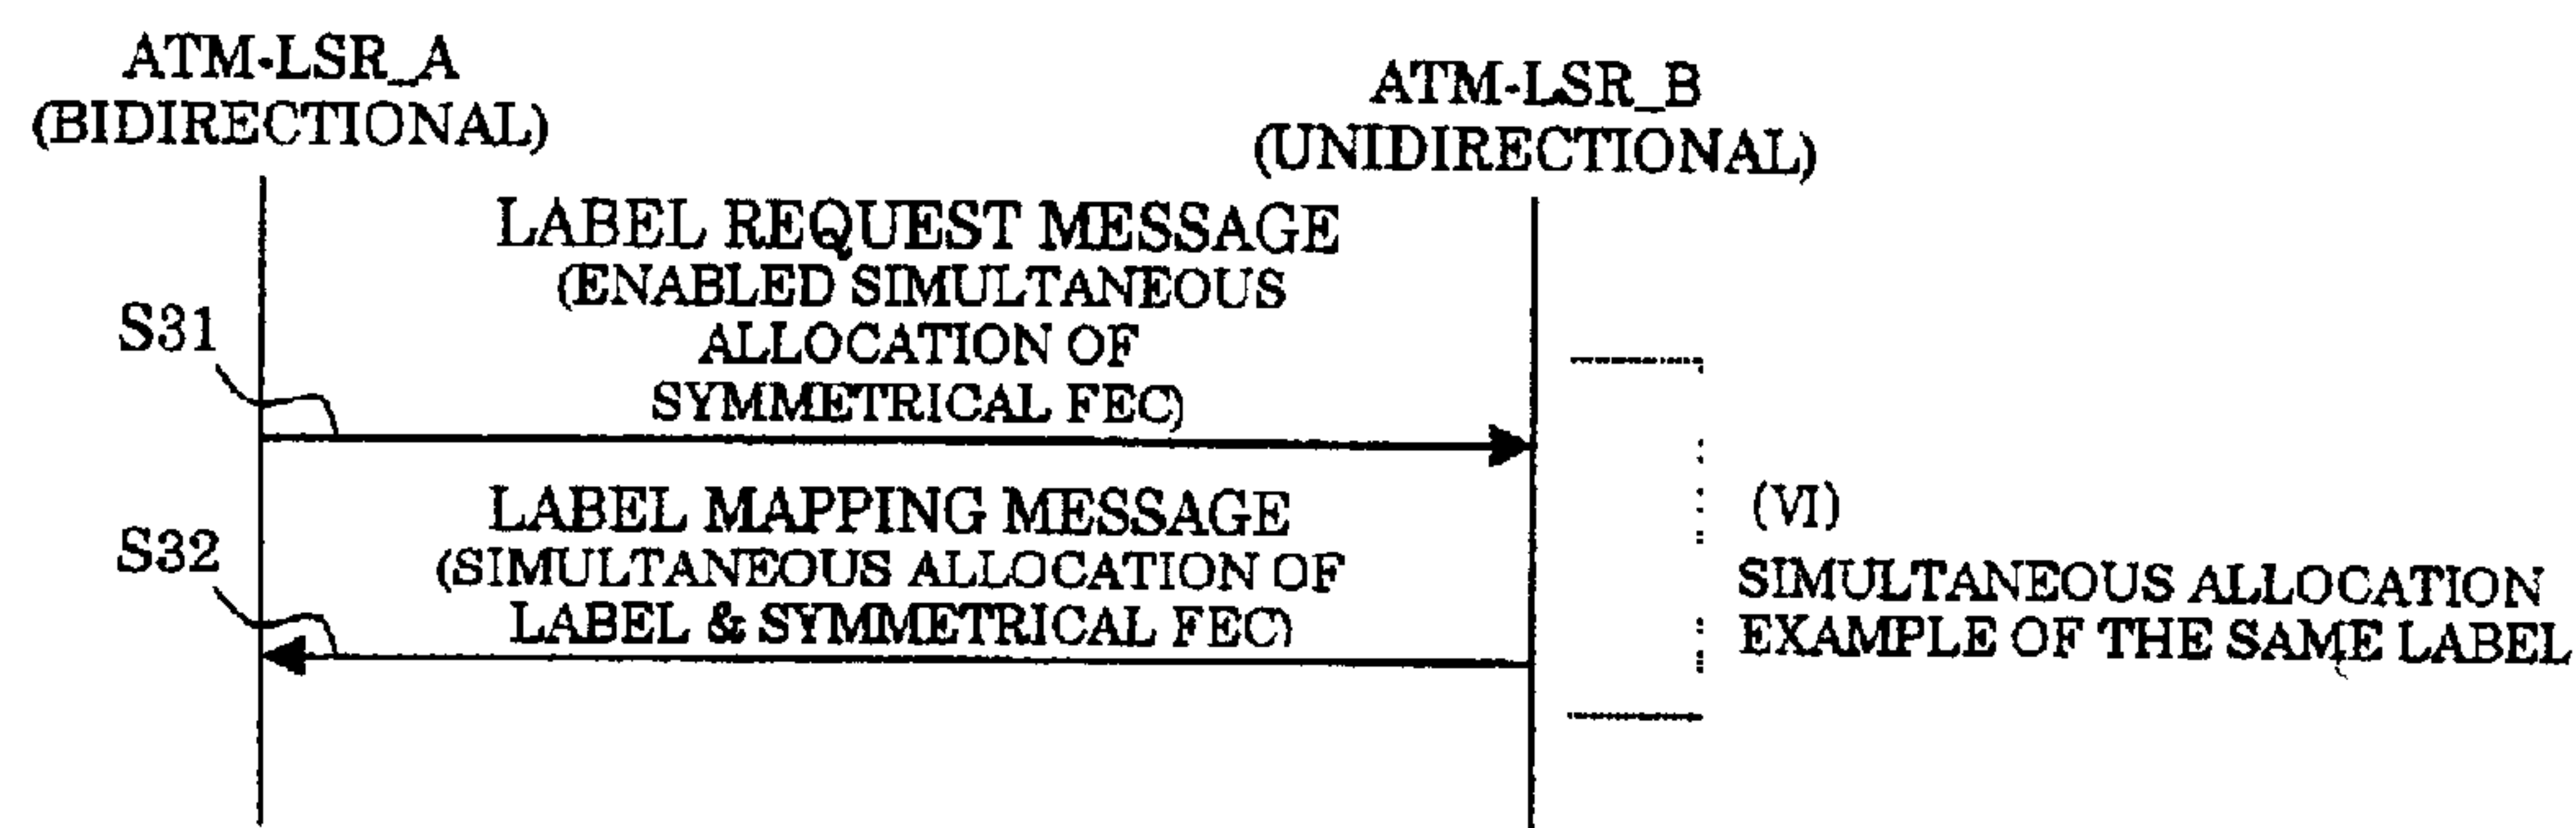 ATM-LSR_A
(BIDIRECTIONAL)
ATM-LSR_B
(UNIDIRECTIONAL)
LABEL REQUEST MESSAGE
(ENABLED SIMULTANEOUS
ALLOCATION OF
SYMMETRICAL FEC)
S31
LABEL MAPPING MESSAGE
(SIMULTANEOUS ALLOCATION OF
LABEL & SYMMETRICAL FEC)
S32
(VI)
SIMULTANEOUS ALLOCATION
EXAMPLE OF THE SAME LABEL